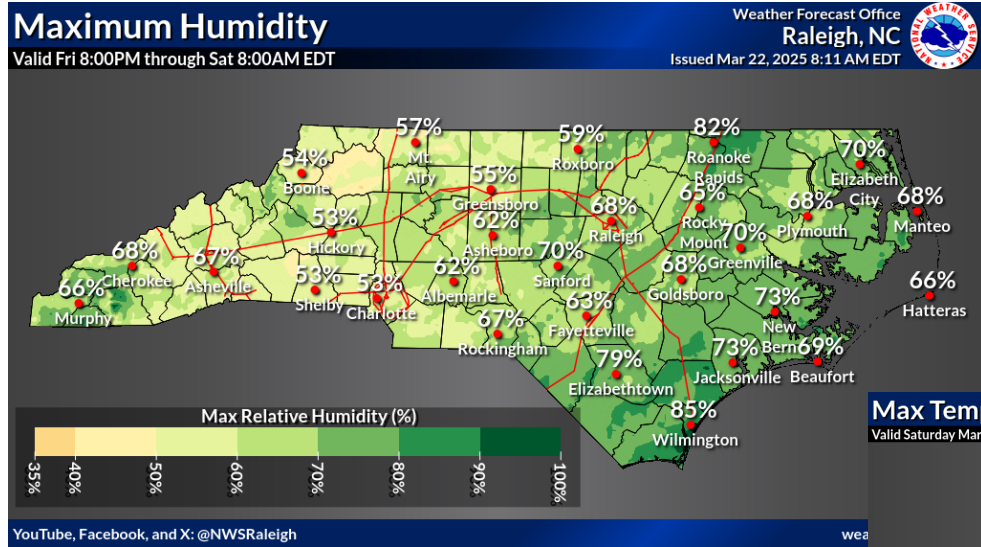 Maximum Humidity
Valid Fri 8:00PM through Sat 8:00AM EDT
Weather Forecast Office
Raleigh, NC
Issued Mar 22, 2025 8:11 AM EDT
NATIONAL WEATHER SERVICE
57%
Mt.
Airy
59%
Roxboro
82%
Roanoke
Rapids
54%
Boone
70%
Elizabeth
City
55%
Greensboro
53%
Hickory
62%
Asheboro
68%
Raleigh
65%
Rocky
Mount
68%
Plymouth
68%
Manteo
68%
Cherokee
67%
Asheville
70%
Sanford
70%
Greenville
66%
Murphy
53%
Shelby
53%
Charlotte
62%
Albemarle
68%
Goldsboro
66%
Hatteras
67%
Rockingham
63%
Fayetteville
73%
New
Bern
79%
Elizabethtown
73%
Jacksonville
69%
Beaufort
85%
Wilmington
Max Relative Humidity (%)
35%
40%
50%
60%
70%
80%
90%
100%
Max Tem
Valid Saturday Mar
YouTube, Facebook, and X: @NWSRaleigh
wea